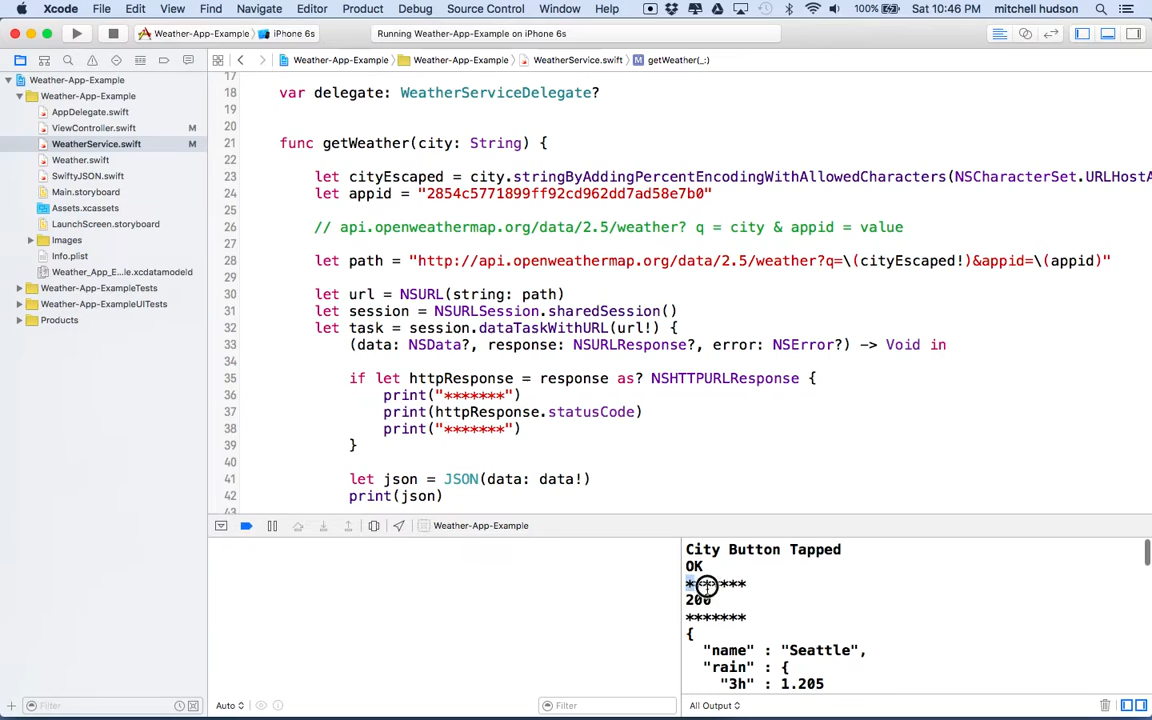 Xcode File Edit View Find Navigate Editor Product Debug Source Control Window Help 100% Sat 10:46 PM mitchell hudson
Weather-App-Example iPhone 6s Running Weather-App-Example on iPhone 6s
Weather-App-Example Weather-App-Example WeatherService.swift M getWeather(_:)
Weather-App-Example
Weather-App-Example
AppDelegate.swift
ViewController.swift M
WeatherService.swift M
Weather.swift
SwiftyJSON.swift
Main.storyboard
Assets.xcassets
LaunchScreen.storyboard
Images
Info.plist
Weather_App_E...le.xcdatamodeld
Weather-App-ExampleTests
Weather-App-ExampleUITests
Products
Filter
17
18 var delegate: WeatherServiceDelegate?
19
20
21 func getWeather(city: String) {
22
23 let cityEscaped = city.stringByAddingPercentEncodingWithAllowedCharacters(NSCharacterSet.URLHostA
24 let appid = "2854c5771899ff92cd962dd7ad58e7b0"
25
26 // api.openweathermap.org/data/2.5/weather? q = city & appid = value
27
28 let path = "http://api.openweathermap.org/data/2.5/weather?q=\(cityEscaped!)&appid=\(appid)"
29
30 let url = NSURL(string: path)
31 let session = NSURLSession.sharedSession()
32 let task = session.dataTaskWithURL(url!) {
33 (data: NSData?, response: NSURLResponse?, error: NSError?) -> Void in
34
35 if let httpResponse = response as? NSHTTPURLResponse {
36 print("*******")
37 print(httpResponse.statusCode)
38 print("*******")
39 }
40
41 let json = JSON(data: data!)
42 print(json)
43
Weather-App-Example
Auto
Filter
City Button Tapped
OK
*******
200
*******
{
"name" : "Seattle",
"rain" : {
"3h" : 1.205
All Output